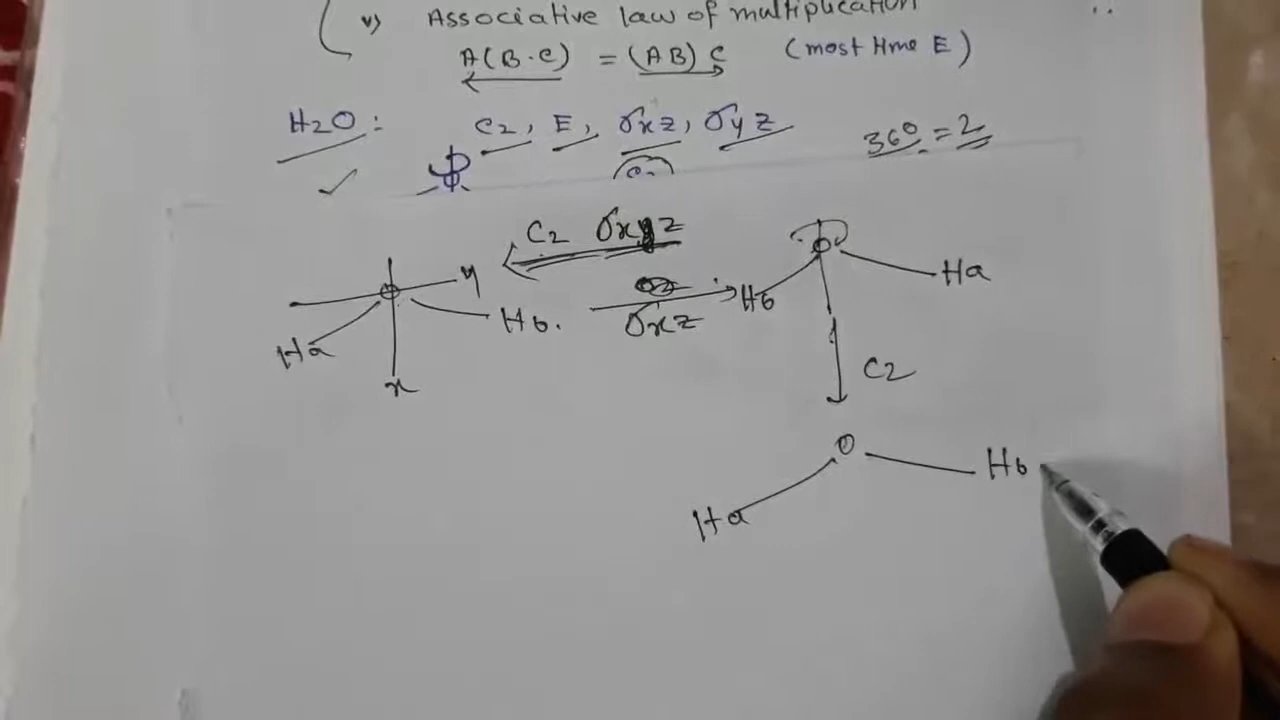 v) Associative law of multiplication
A(B·C) = (AB) C (most time E)
H2O: C2, E, σxz, σyz 360 = 2
C2 σxyz
y
Ha
Hb.
x
σxz
Hb
Ha
C2
O
Ha
Hb